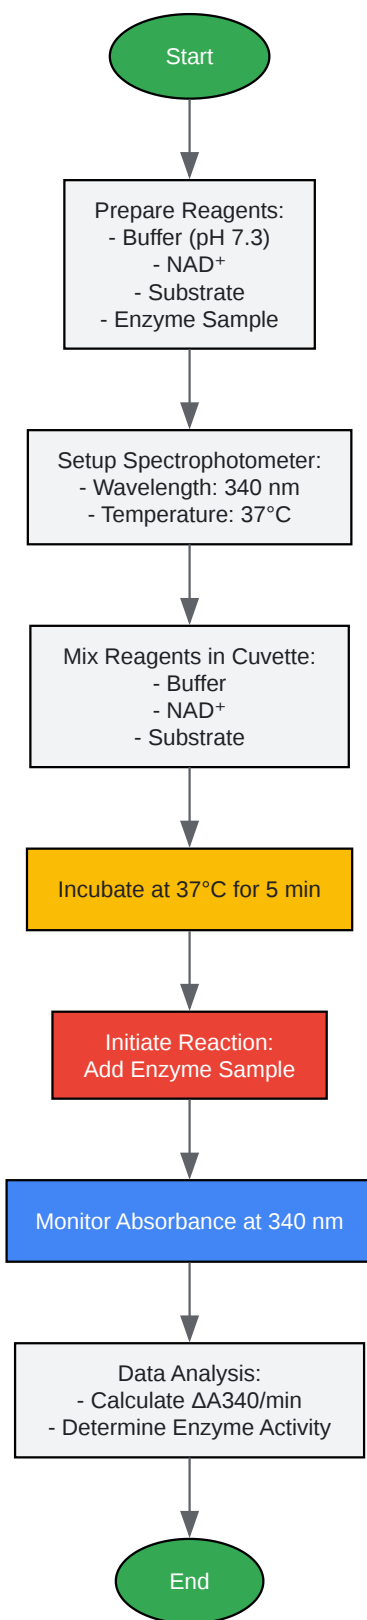 Start
Prepare Reagents:
- Buffer (pH 7.3)
- NAD⁺
- Substrate
- Enzyme Sample
Setup Spectrophotometer:
- Wavelength: 340 nm
- Temperature: 37°C
Mix Reagents in Cuvette:
- Buffer
- NAD⁺
- Substrate
Incubate at 37°C for 5 min
Initiate Reaction:
Add Enzyme Sample
Monitor Absorbance at 340 nm
Data Analysis:
- Calculate ΔA340/min
- Determine Enzyme Activity
End